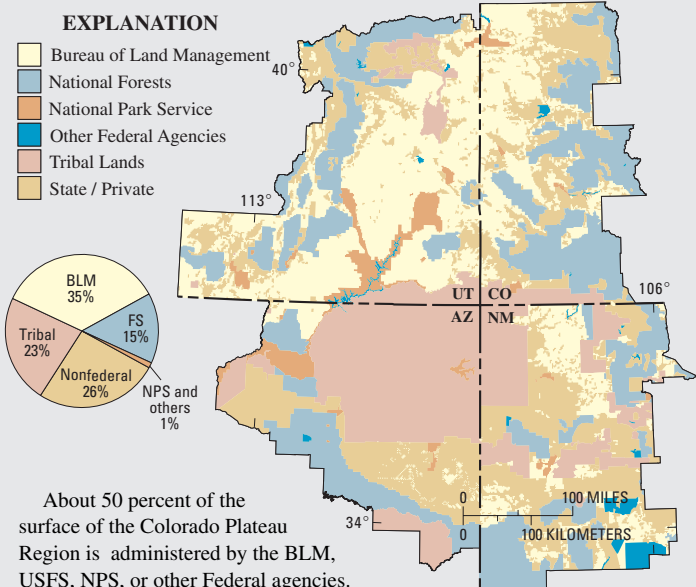 EXPLANATION
Bureau of Land Management
National Forests
National Park Service
Other Federal Agencies
Tribal Lands
State / Private
40°
113°
106°
34°
UT CO
AZ NM
BLM
35%
FS
15%
Tribal
23%
Nonfederal
26%
NPS and
others
1%
0 100 MILES
0 100 KILOMETERS
About 50 percent of the
surface of the Colorado Plateau
Region is administered by the BLM,
USFS, NPS, or other Federal agencies.